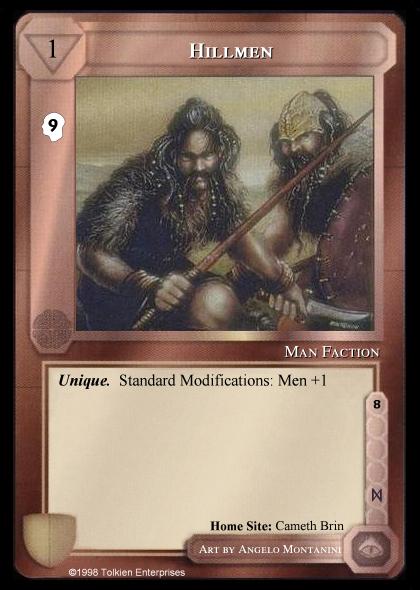 1
HILLMEN
9
MAN FACTION
Unique. Standard Modifications: Men +1
8
Home Site: Cameth Brin
ART BY ANGELO MONTANINI
©1998 Tolkien Enterprises